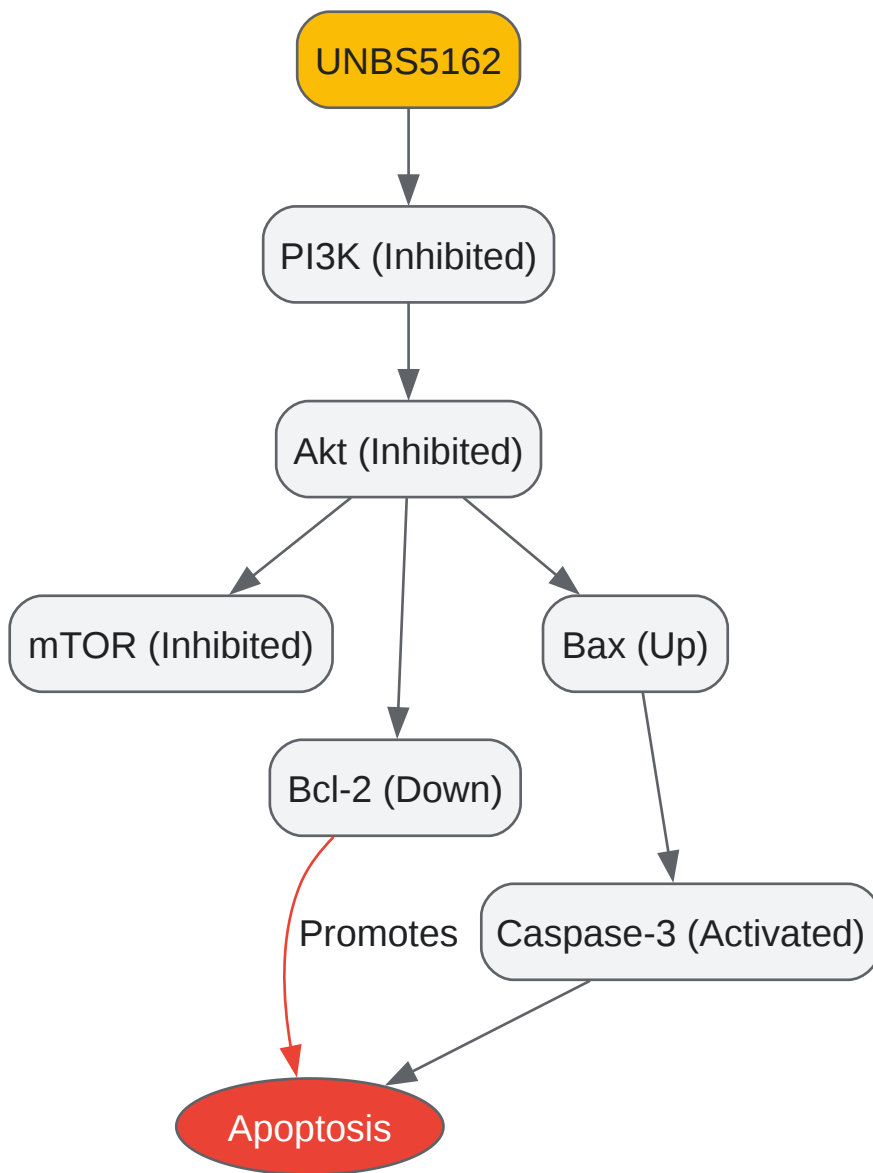 UNBS5162
PI3K (Inhibited)
Akt (Inhibited)
mTOR (Inhibited)
Bax (Up)
Bcl-2 (Down)
Promotes
Caspase-3 (Activated)
Apoptosis